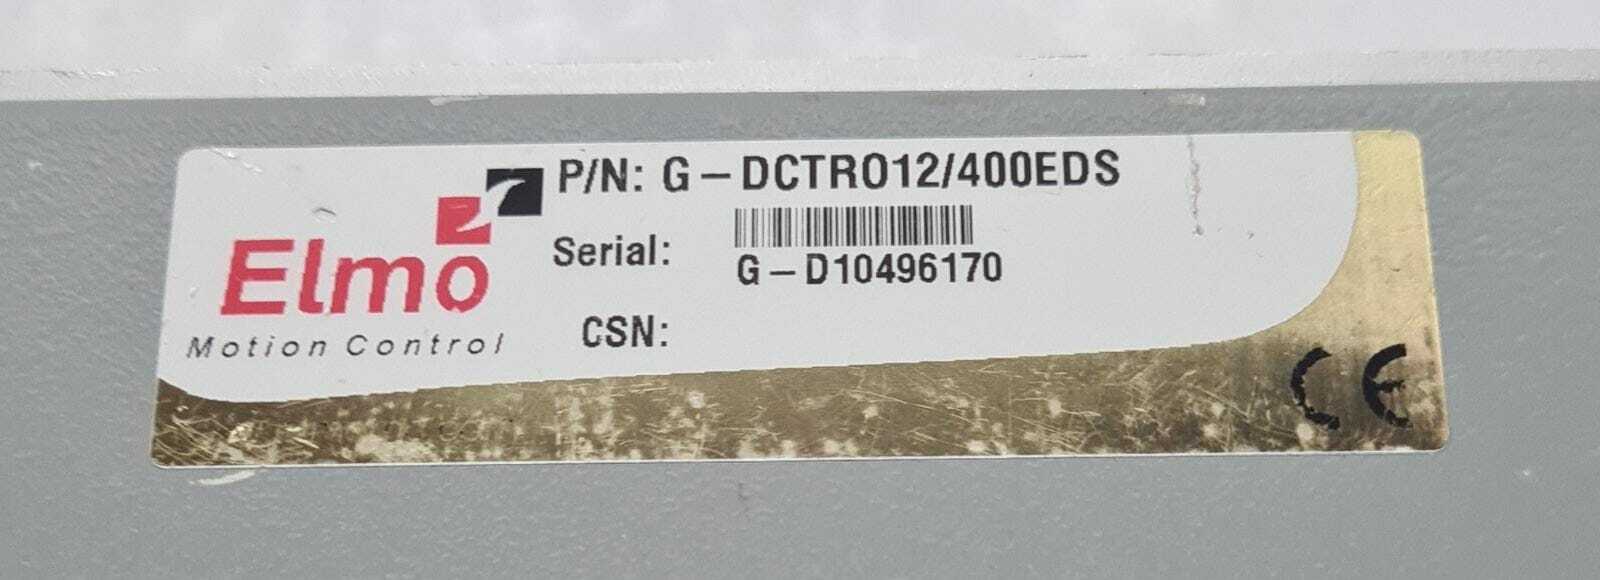 Elmo
Motion Control
P/N: G-DCTRO12/400EDS
Serial:
G-D10496170
CSN:
CE